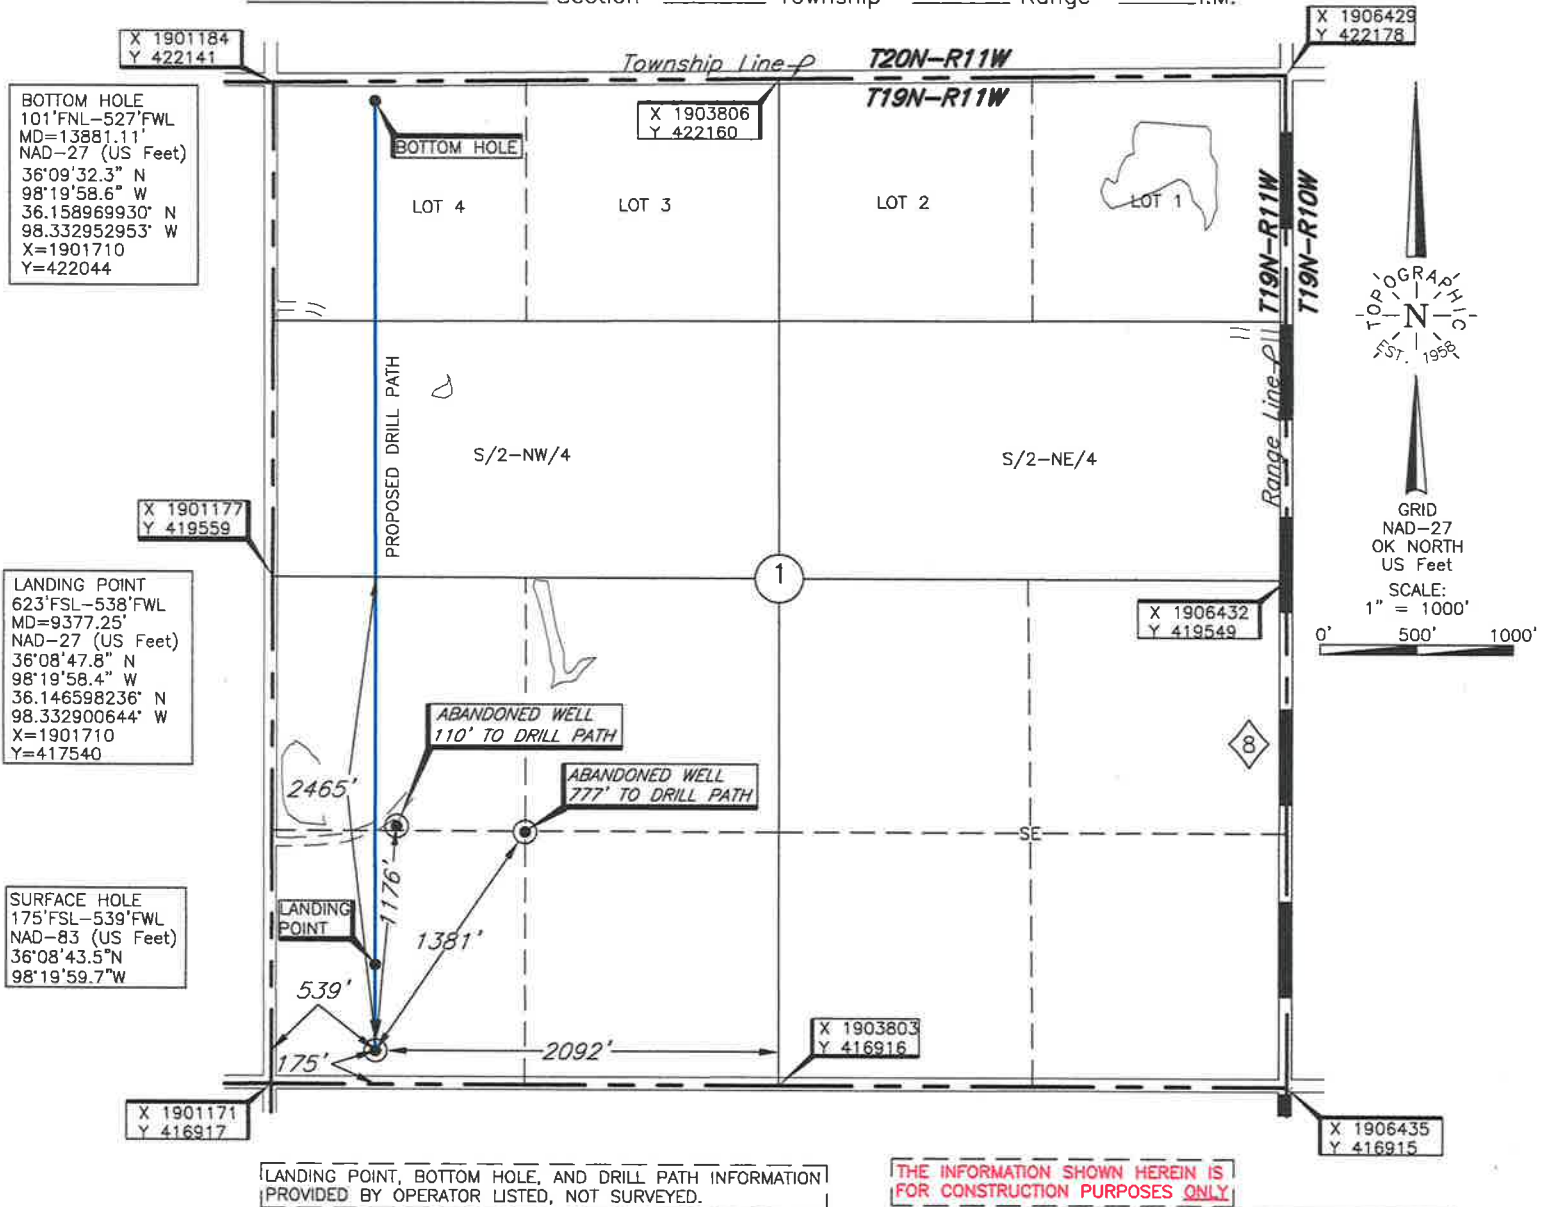 Section Township Range I.M.
X 1901184
Y 422141
X 1906429
Y 422178
Township Line
T20N-R11W
T19N-R11W
X 1903806
Y 422160
BOTTOM HOLE
101'FNL-527'FWL
MD=13881.11'
NAD-27 (US Feet)
36°09'32.3" N
98°19'58.6" W
36.158969930° N
98.332952953° W
X=1901710
Y=422044
BOTTOM HOLE
LOT 4
LOT 3
LOT 2
LOT 1
T19N-R11W
T19N-R10W
TOPOGRAPHIC
N
EST. 1958
PROPOSED DRILL PATH
Range Line
S/2-NW/4
S/2-NE/4
X 1901177
Y 419559
GRID
NAD-27
OK NORTH
US Feet
SCALE:
1" = 1000'
0' 500' 1000'
1
X 1906432
Y 419549
LANDING POINT
623'FSL-538'FWL
MD=9377.25'
NAD-27 (US Feet)
36°08'47.8" N
98°19'58.4" W
36.146598236° N
98.332900644° W
X=1901710
Y=417540
ABANDONED WELL
110' TO DRILL PATH
ABANDONED WELL
777' TO DRILL PATH
8
2465'
SE
1176'
1381'
LANDING
POINT
SURFACE HOLE
175'FSL-539'FWL
NAD-83 (US Feet)
36°08'43.5"N
98°19'59.7"W
539'
175'
2092'
X 1903803
Y 416916
X 1901171
Y 416917
X 1906435
Y 416915
LANDING POINT, BOTTOM HOLE, AND DRILL PATH INFORMATION
PROVIDED BY OPERATOR LISTED, NOT SURVEYED.
THE INFORMATION SHOWN HEREIN IS
FOR CONSTRUCTION PURPOSES ONLY